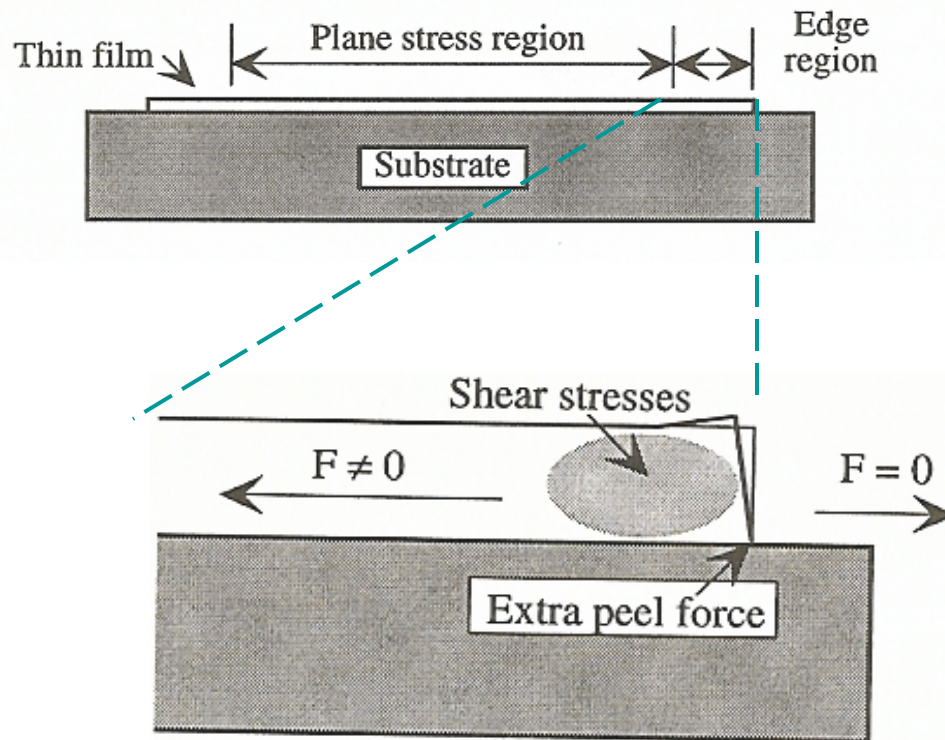 Thin film
Plane stress region
Edge
region
Substrate
Shear stresses
F ≠ 0
F = 0
Extra peel force